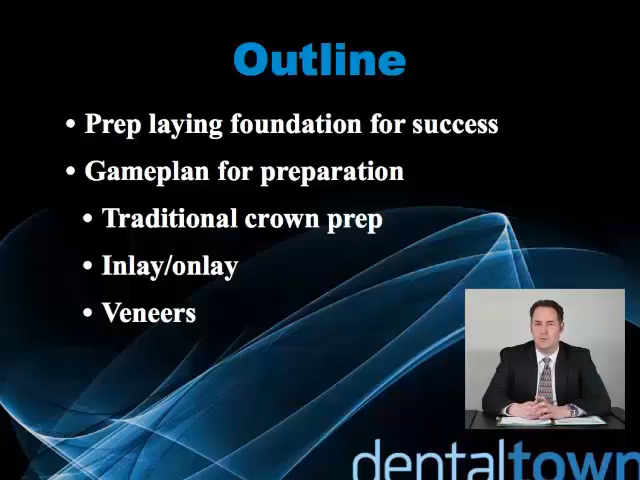 Outline
• Prep laying foundation for success
• Gameplan for preparation
• Traditional crown prep
• Inlay/onlay
• Veneers
dentaltown